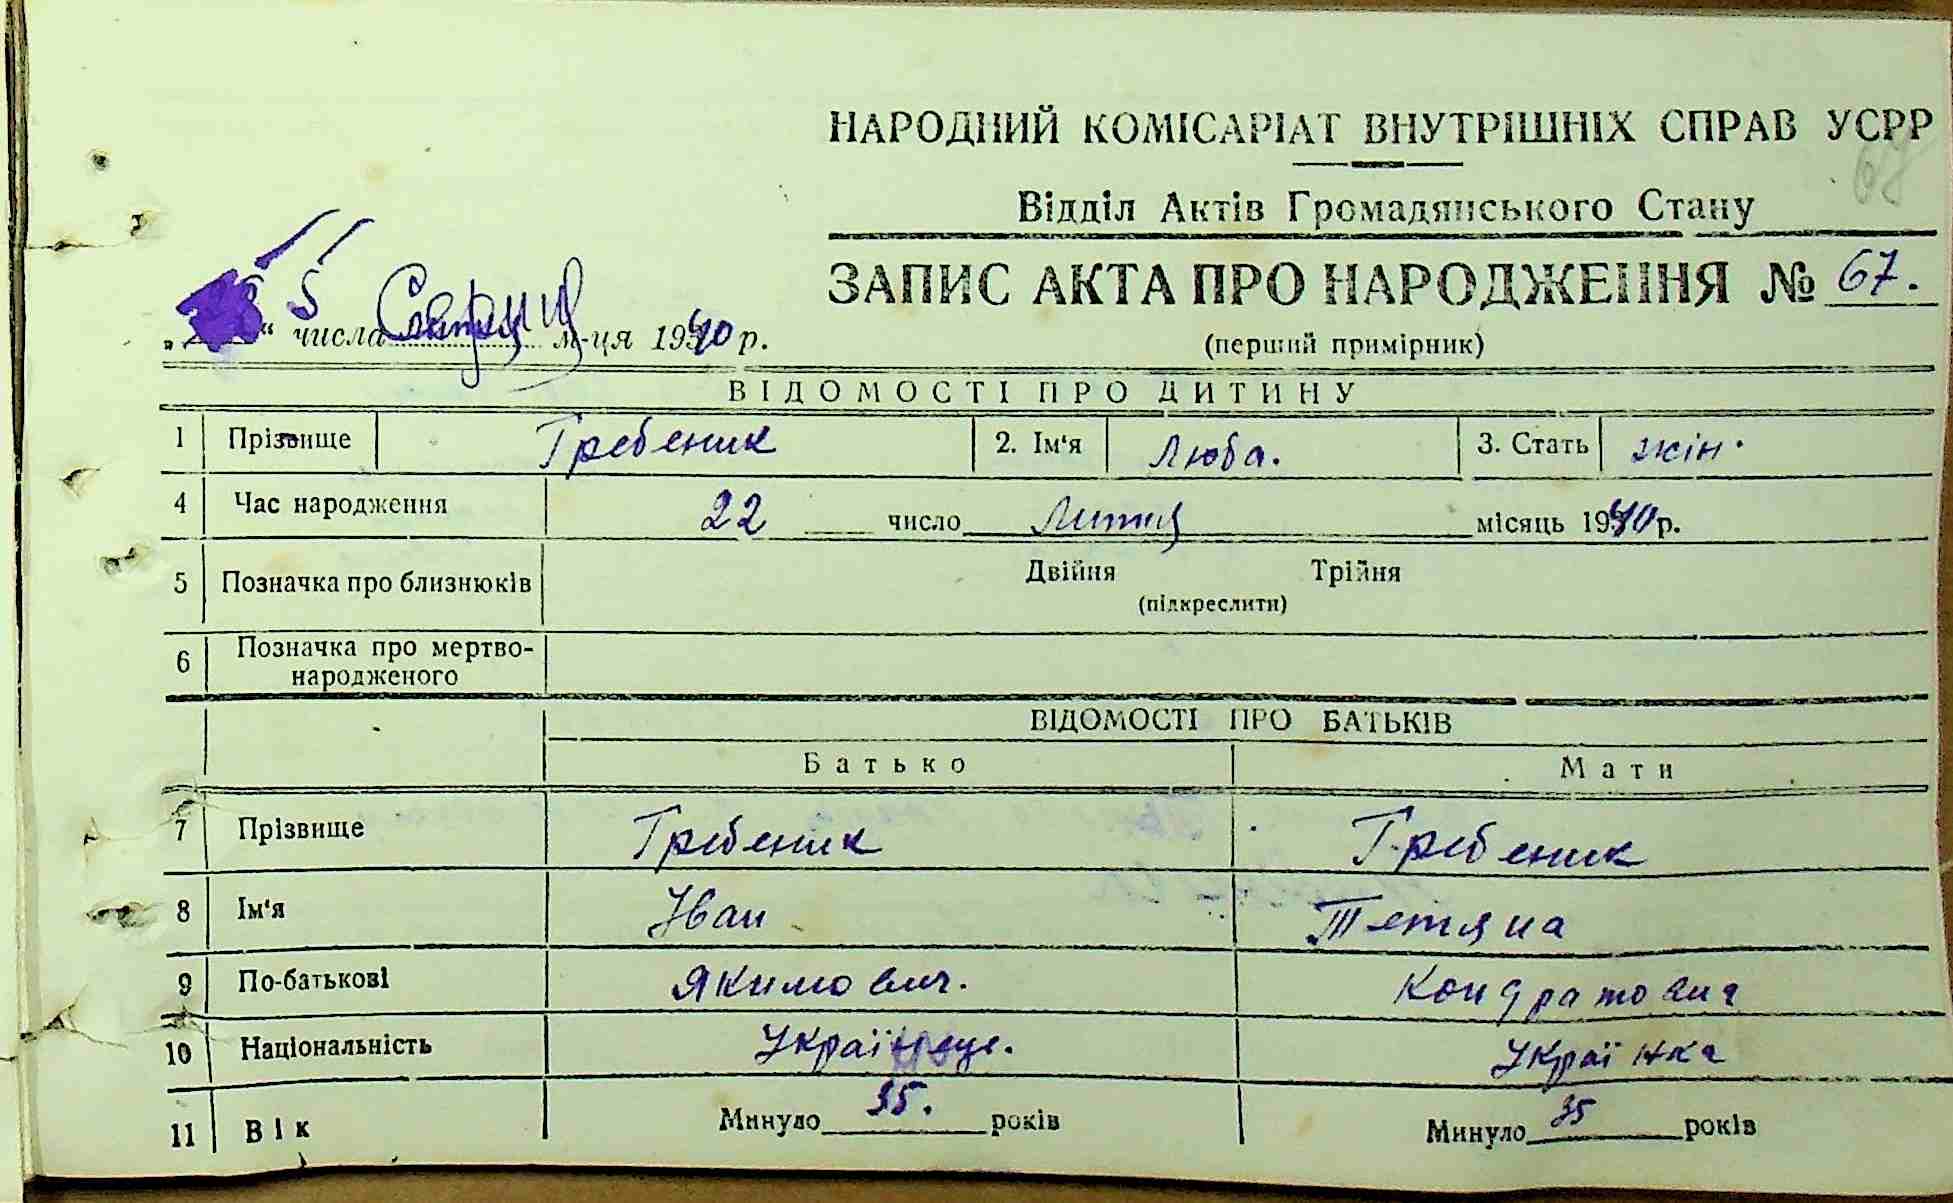 НАРОДНИЙ КОМІСАРІАТ ВНУТРІШНІХ СПРАВ УСРР
68
Відділ Актів Громадянського Стану
ЗАПИС АКТА ПРО НАРОДЖЕННЯ № 67.
„ “ 5 числа Серпня м-ця 1940 р.
(перший примірник)
ВІДОМОСТІ ПРО ДИТИНУ
1 Прізвище Гребеник 2. Ім'я Люба. 3. Стать жін.
4 Час народження 22 число Липня місяць 1940 р.
5 Позначка про близнюків Двійня Трійня
(підкреслити)
6 Позначка про мертво-
народженого
ВІДОМОСТІ ПРО БАТЬКІВ
Батько Мати
7 Прізвище Гребеник Гребеник
8 Ім'я Іван Тетяна
9 По-батькові Якимович. Кондратовна
10 Національність Українець. Українка
11 Вік Минуло 35. років Минуло 35 років